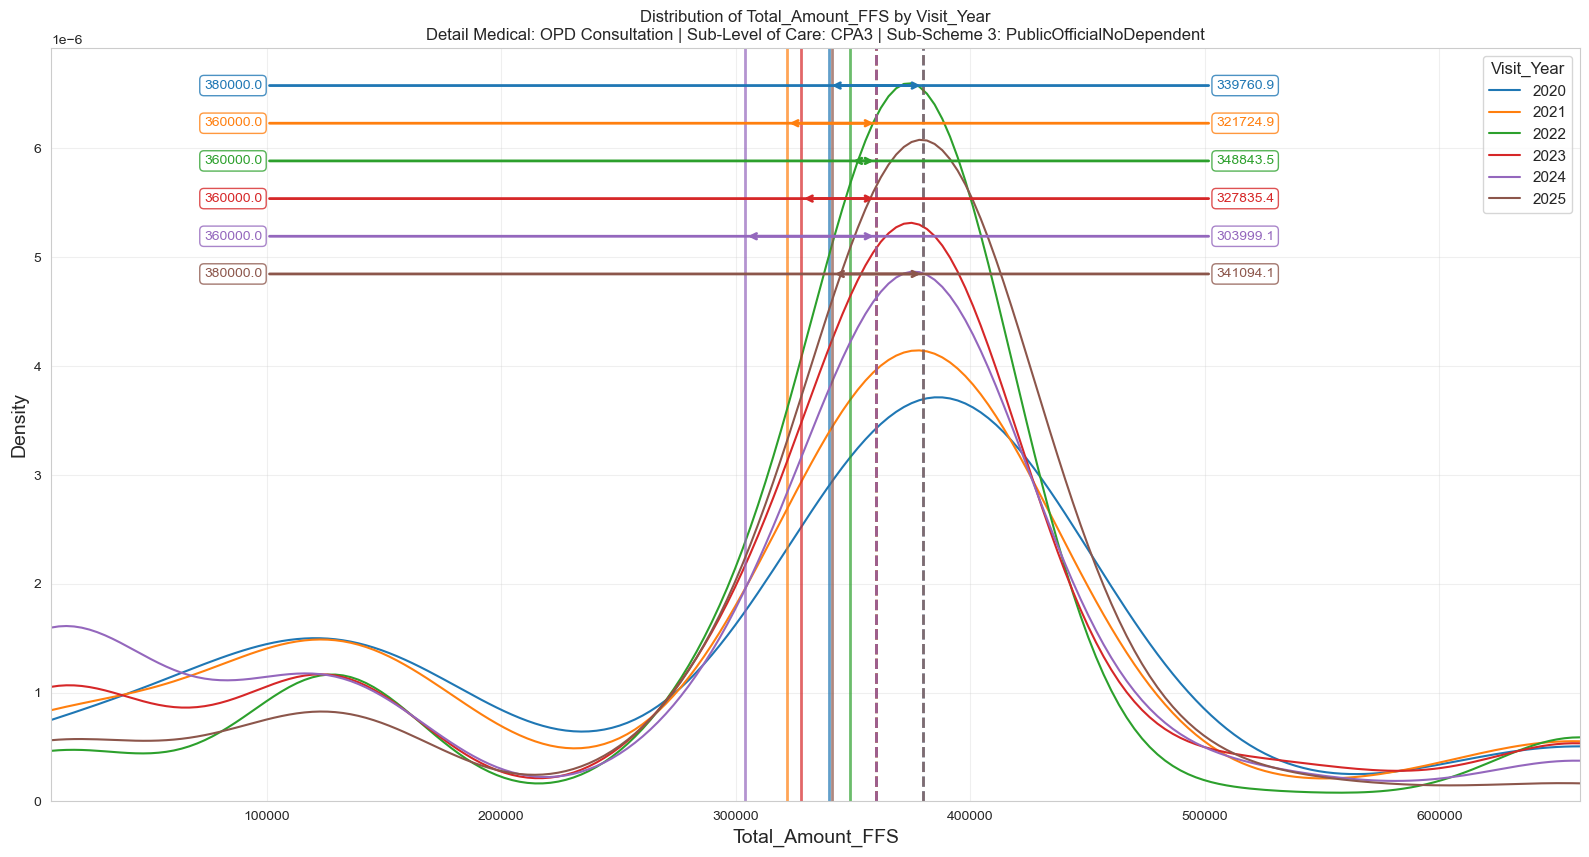 Distribution of Total_Amount_FFS by Visit_Year
Detail Medical: OPD Consultation | Sub-Level of Care: CPA3 | Sub-Scheme 3: PublicOfficialNoDependent
1e−6
Visit_Year
2020
2021
2022
2023
2024
2025
380000.0 339760.9
360000.0 321724.9
360000.0 348843.5
360000.0 327835.4
360000.0 303999.1
380000.0 341094.1
6
5
4
3
2
1
0
Density
100000 200000 300000 400000 500000 600000
Total_Amount_FFS